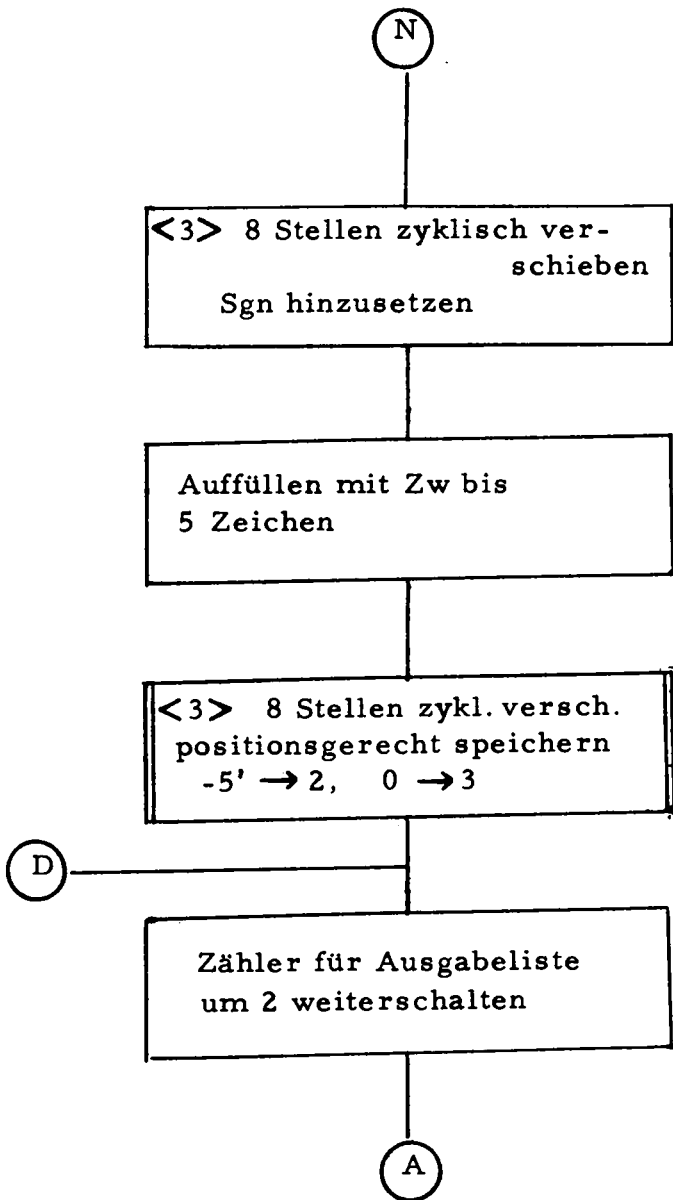 N
<3> 8 Stellen zyklisch ver-
schieben
Sgn hinzusetzen
Auffüllen mit Zw bis
5 Zeichen
<3> 8 Stellen zykl. versch.
positionsgerecht speichern
-5' → 2, 0 → 3
D
Zähler für Ausgabeliste
um 2 weiterschalten
A